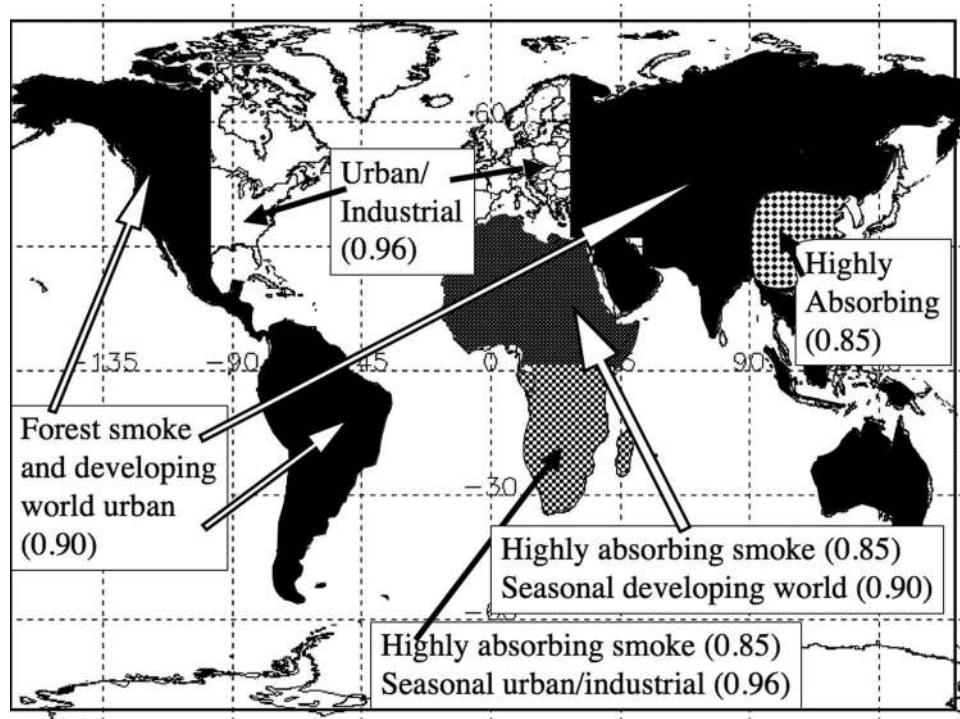 60
Urban/
Industrial
(0.96)
Highly
Absorbing
(0.85)
-135
-90
45
0
90
Forest smoke
and developing
world urban
(0.90)
-30
Highly absorbing smoke (0.85)
Seasonal developing world (0.90)
Highly absorbing smoke (0.85)
Seasonal urban/industrial (0.96)